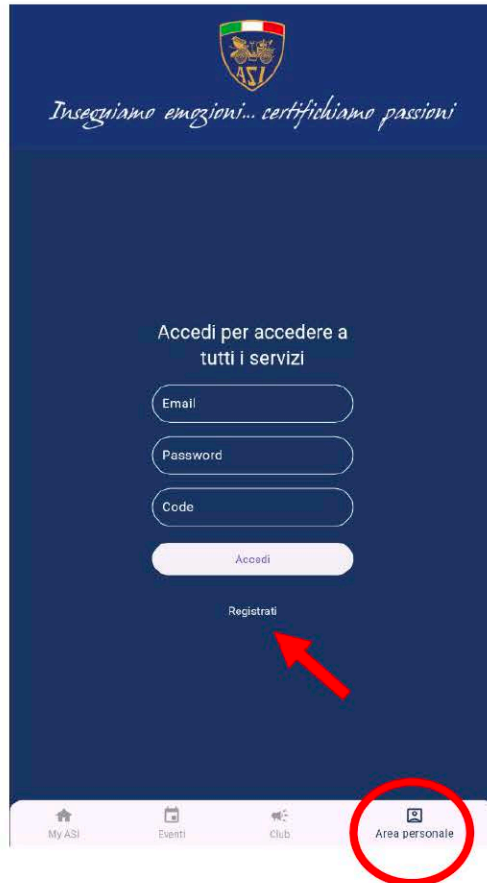 ASI
Inseguiamo emozioni... certifichiamo passioni
Accedi per accedere a
tutti i servizi
Email
Password
Code
Accedi
Registrati
My ASI
Eventi
Club
Area personale